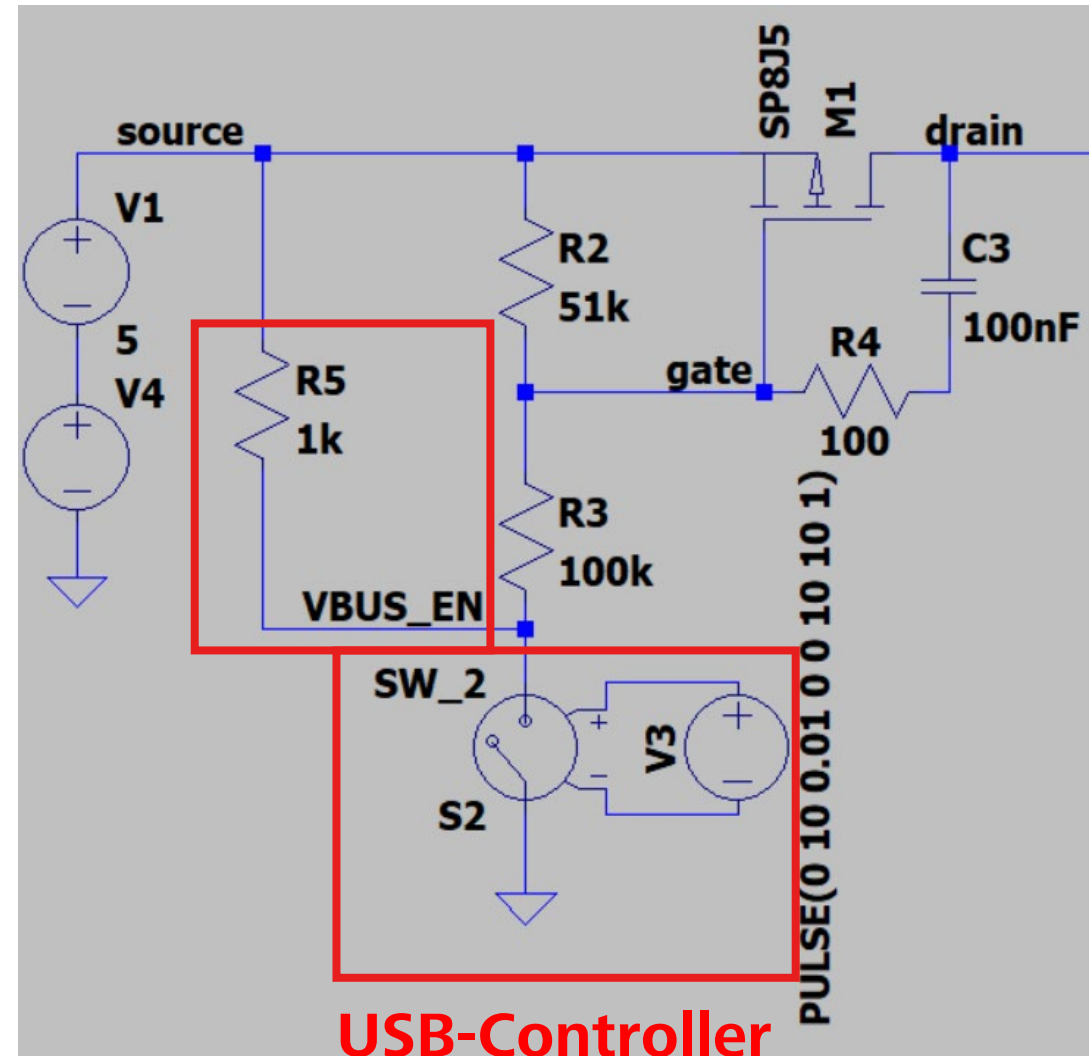 SP8J5
M1
source
drain
V1
R2
51k
C3
100nF
5
V4
R5
1k
gate
R4
100
R3
100k
VBUS_EN
SW_2
V3
S2
PULSE(0 10 0.01 0 0 10 10 1)
USB-Controller